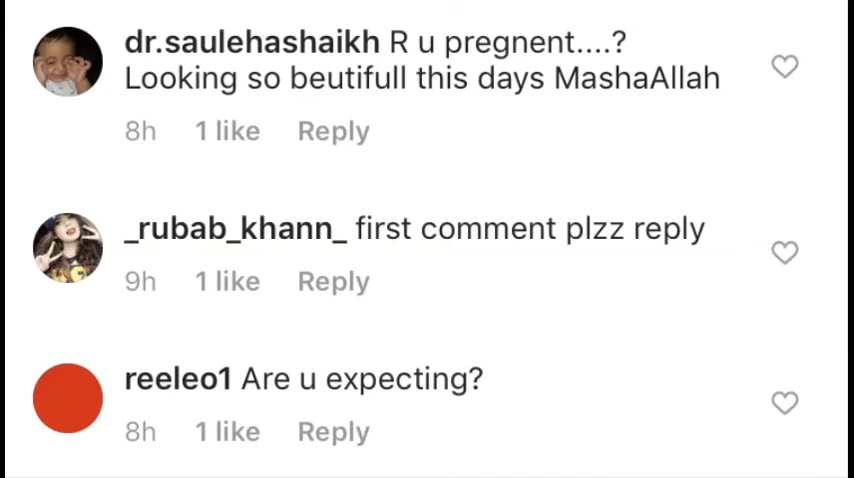 dr.saulehashaikh R u pregnent....?
Looking so beutifull this days MashaAllah
8h 1 like Reply
_rubab_khann_ first comment plzz reply
9h 1 like Reply
reeleo1 Are u expecting?
8h 1 like Reply